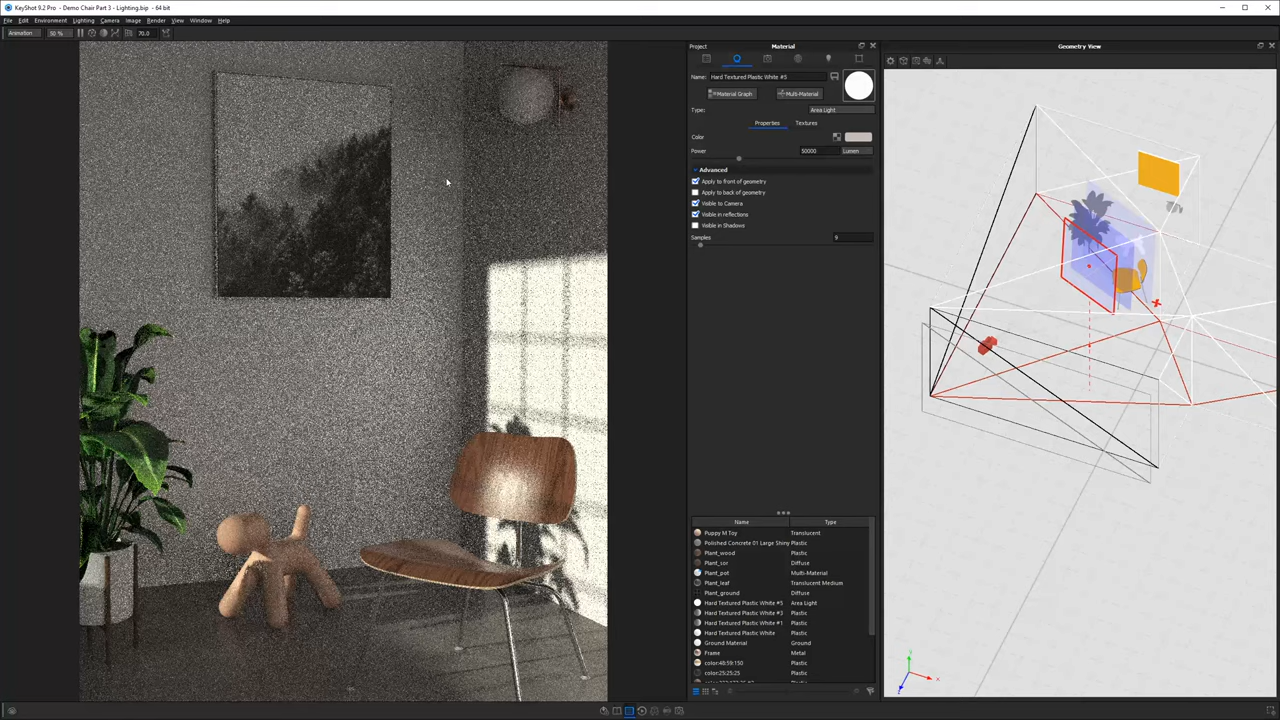 KeyShot 9.2 Pro - Demo Chair Part 3 - Lighting.bip - 64 bit
File Edit Environment Lighting Camera Image Render View Window Help
Animation 50 % 70.0
Project Material
Geometry View
Name: Hard Textured Plastic White #5
Material Graph Multi-Material
Type: Area Light
Properties Textures
Color
Power 50000 Lumen
Advanced
Apply to front of geometry
Apply to back of geometry
Visible to Camera
Visible in reflections
Visible in Shadows
Samples 9
Name Type
Puppy M Toy Translucent
Polished Concrete 01 Large Shiny Plastic
Plant_wood Plastic
Plant_sor Diffuse
Plant_pot Multi-Material
Plant_leaf Translucent Medium
Plant_ground Diffuse
Hard Textured Plastic White #5 Area Light
Hard Textured Plastic White #3 Plastic
Hard Textured Plastic White #1 Plastic
Hard Textured Plastic White Plastic
Ground Material Ground
Frame Metal
color:48:59:150 Plastic
color:25:25:25 Plastic
y
x
z